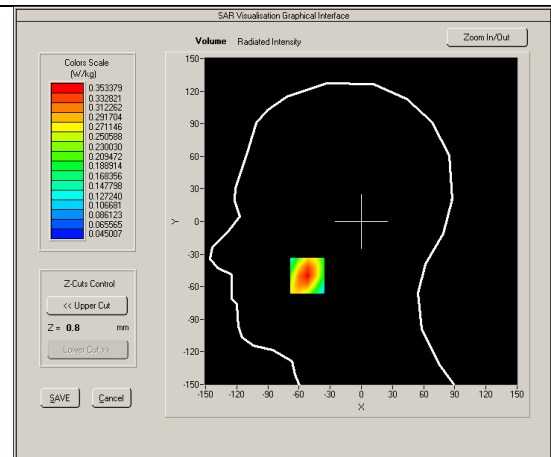 SAR Visualisation Graphical Interface
Volume Radiated Intensity
Zoom In/Out
Colors Scale
(W/kg)
0.353379
0.332821
0.312262
0.291704
0.271146
0.250588
0.230030
0.209472
0.188914
0.168356
0.147798
0.127240
0.106681
0.086123
0.065565
0.045007
Z-Cuts Control
<< Upper Cut
Z = 0.8 mm
Lower Cut >>
SAVE Cancel
150
120
90
60
30
Y 0
-30
-60
-90
-120
-150
-150 -120 -90 -60 -30 0 30 60 90 120 150
X